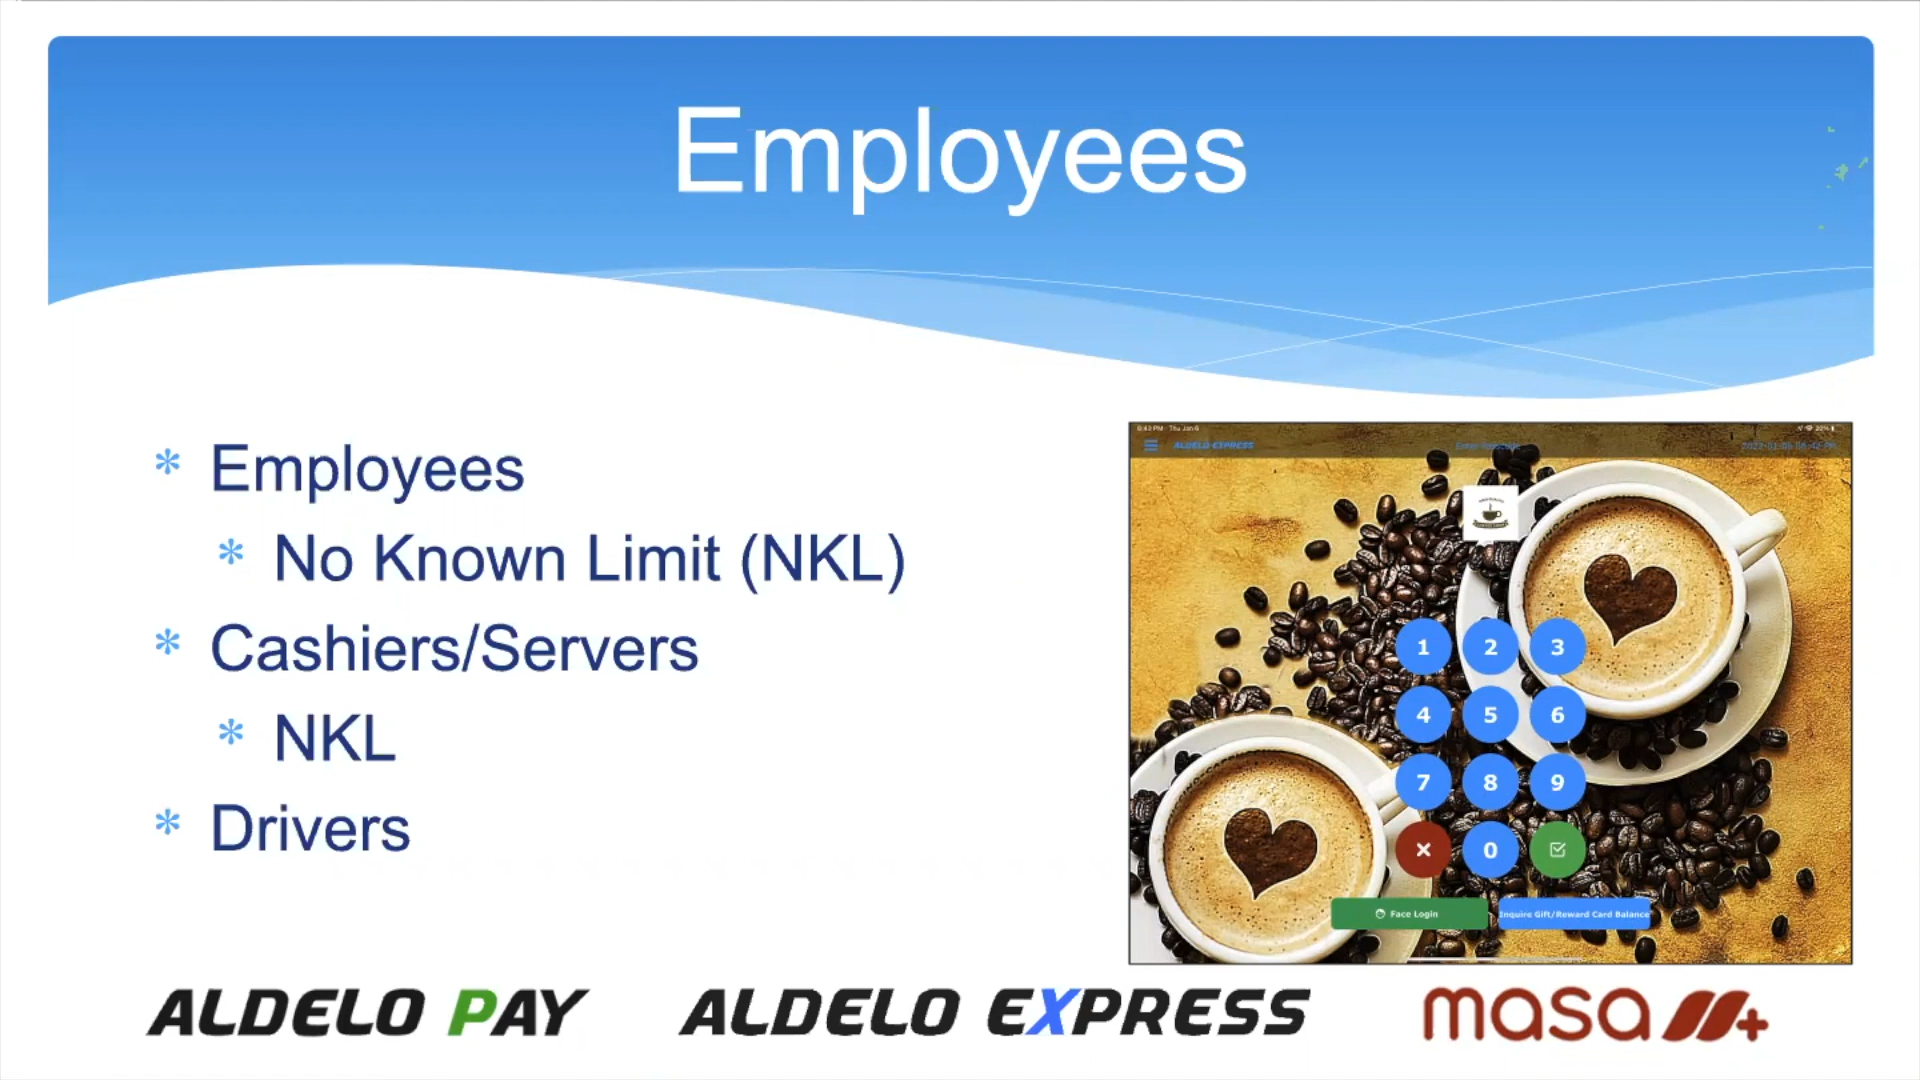 Employees
* Employees
* No Known Limit (NKL)
* Cashiers/Servers
* NKL
* Drivers
ALDELO EXPRESS
1 2 3
4 5 6
7 8 9
0
Face Login
Inquire Gift/Reward Card Balance
ALDELO PAY
ALDELO EXPRESS
masa